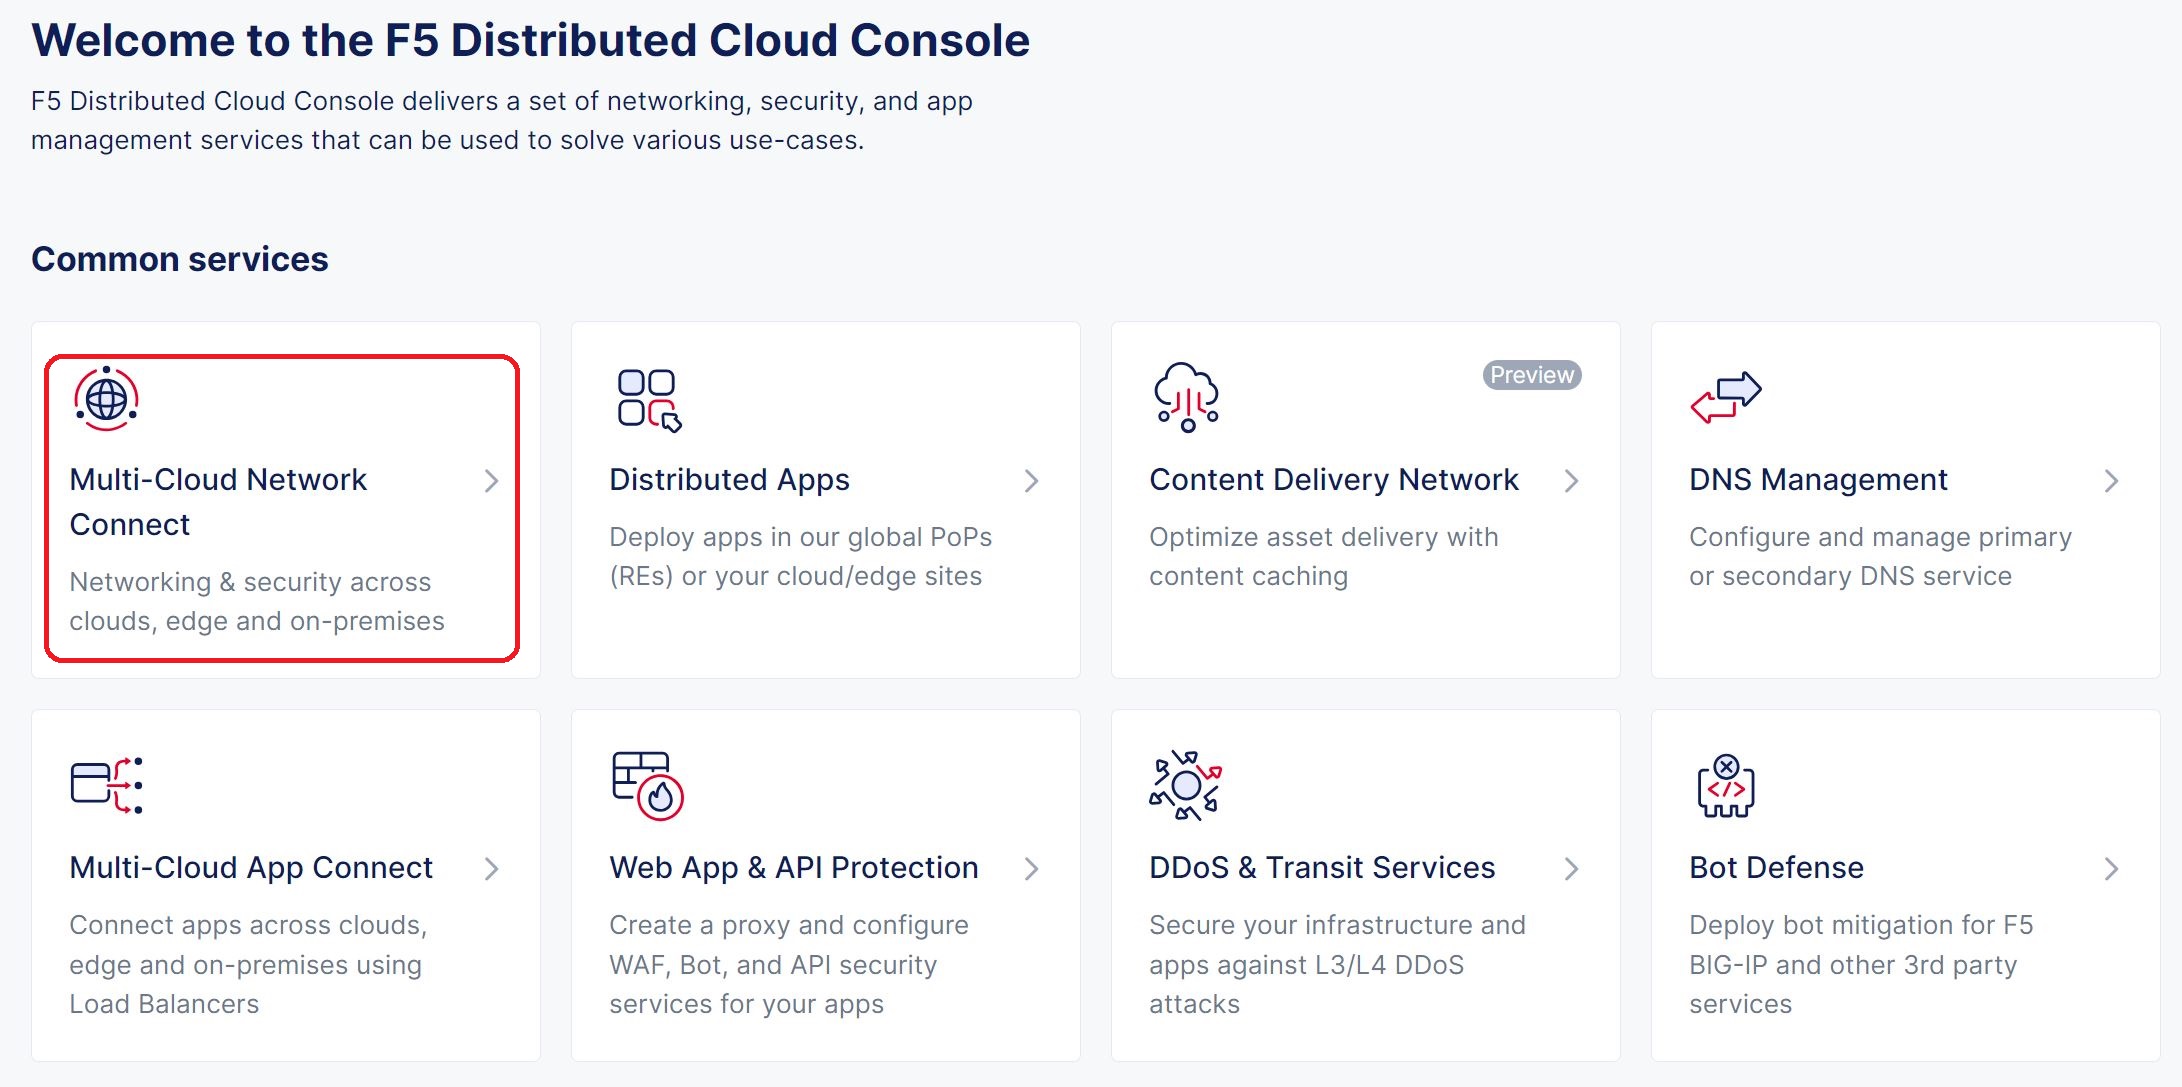 Welcome to the F5 Distributed Cloud Console
F5 Distributed Cloud Console delivers a set of networking, security, and app
management services that can be used to solve various use-cases.
Common services
Multi-Cloud Network
Connect
Networking & security across
clouds, edge and on-premises
Distributed Apps
Deploy apps in our global PoPs
(REs) or your cloud/edge sites
Preview
Content Delivery Network
Optimize asset delivery with
content caching
DNS Management
Configure and manage primary
or secondary DNS service
Multi-Cloud App Connect
Connect apps across clouds,
edge and on-premises using
Load Balancers
Web App & API Protection
Create a proxy and configure
WAF, Bot, and API security
services for your apps
DDoS & Transit Services
Secure your infrastructure and
apps against L3/L4 DDoS
attacks
Bot Defense
Deploy bot mitigation for F5
BIG-IP and other 3rd party
services